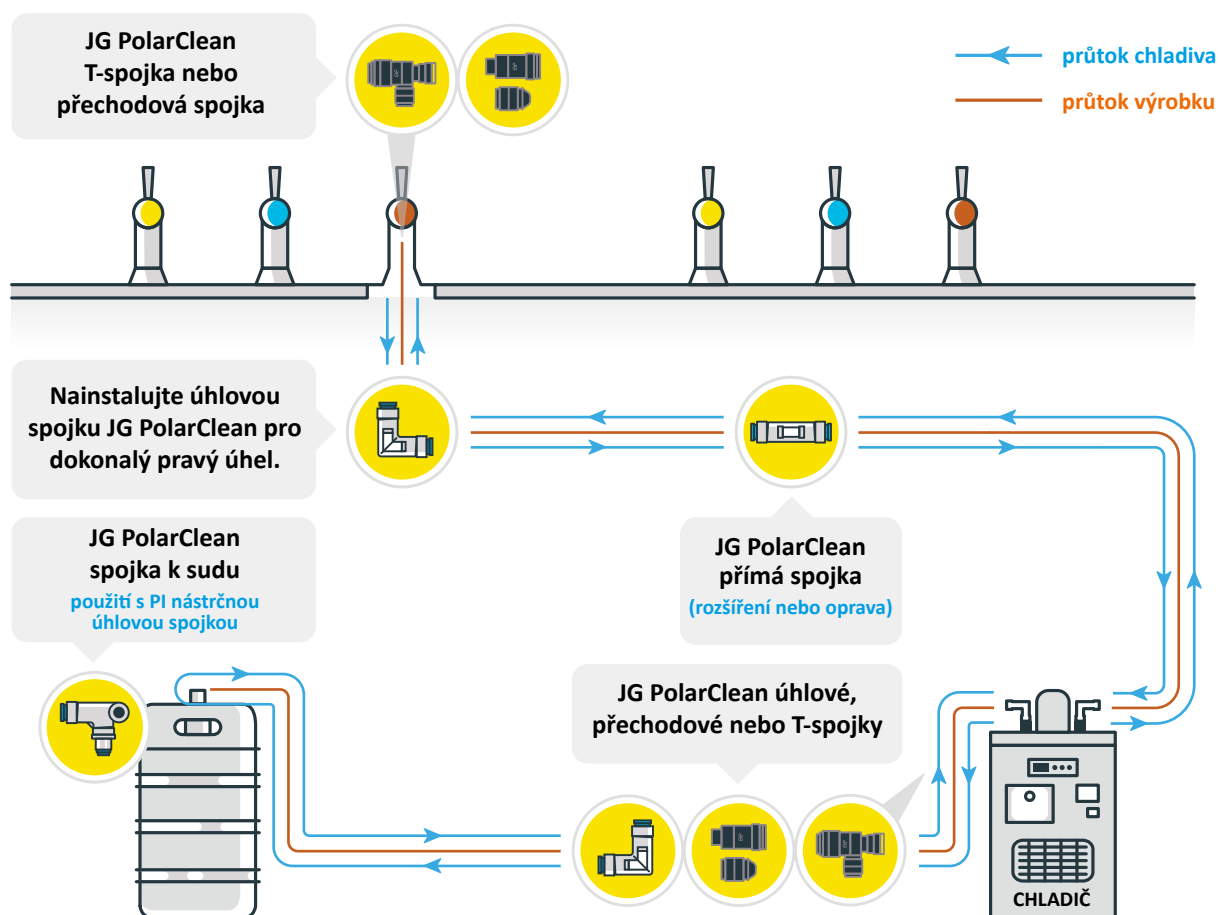 JG PolarClean
T-spojka nebo
přechodová spojka
průtok chladiva
průtok výrobku
Nainstalujte úhlovou
spojku JG PolarClean pro
dokonalý pravý úhel.
JG PolarClean
spojka k sudu
použití s PI nástrčnou
úhlovou spojkou
JG PolarClean
přímá spojka
(rozšíření nebo oprava)
JG PolarClean úhlové,
přechodové nebo T-spojky
CHLADIČ